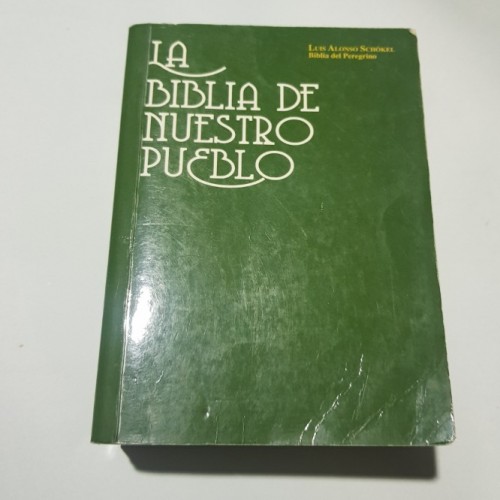 LA
BIBLIA DE
NUESTRO
PUEBLO
LUIS ALONSO SCHÖKEL
Biblia del Peregrino